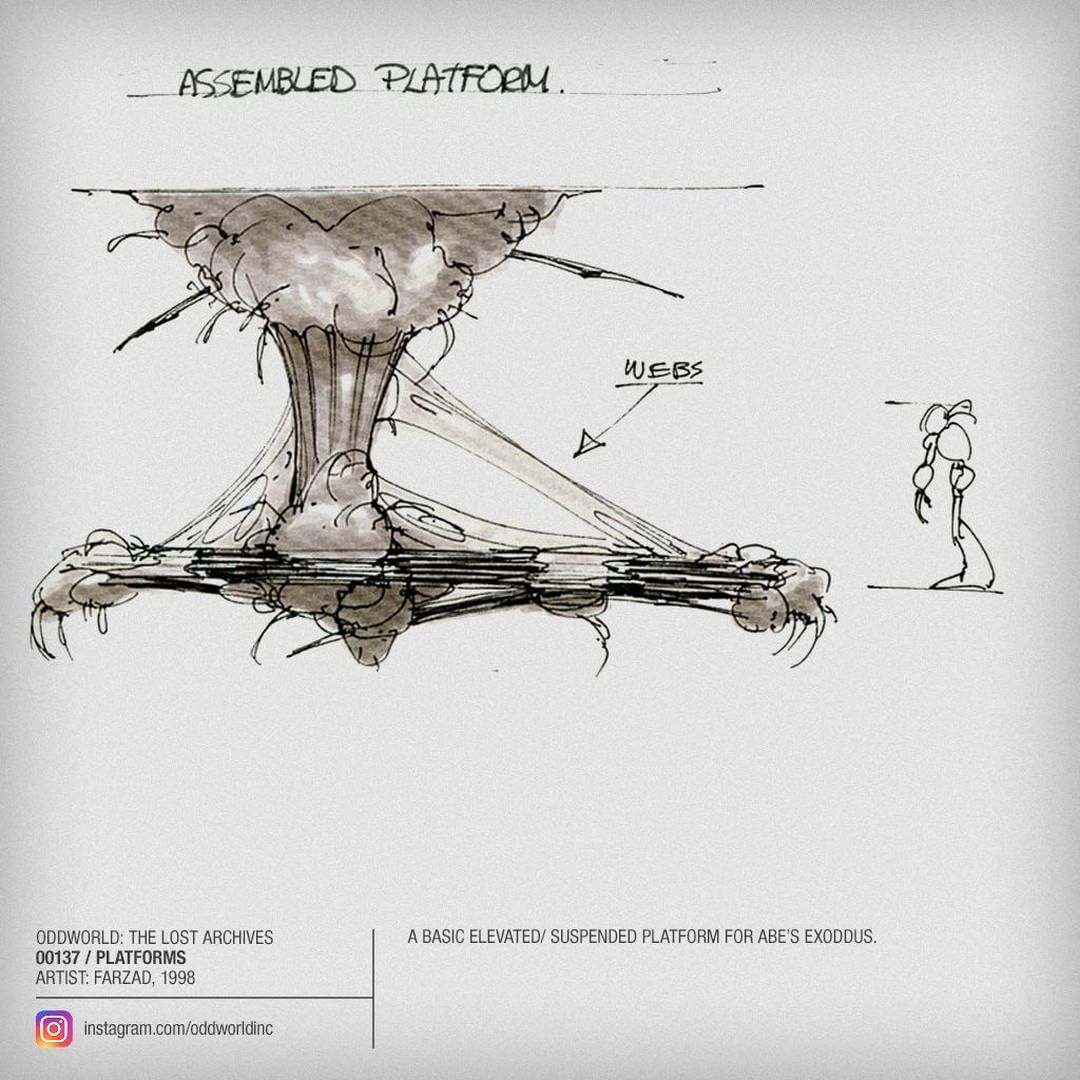 ASSEMBLED PLATFORM.
WEBS
ODDWORLD: THE LOST ARCHIVES
00137 / PLATFORMS
ARTIST: FARZAD, 1998
instagram.com/oddworldinc
A BASIC ELEVATED/ SUSPENDED PLATFORM FOR ABE'S EXODDUS.